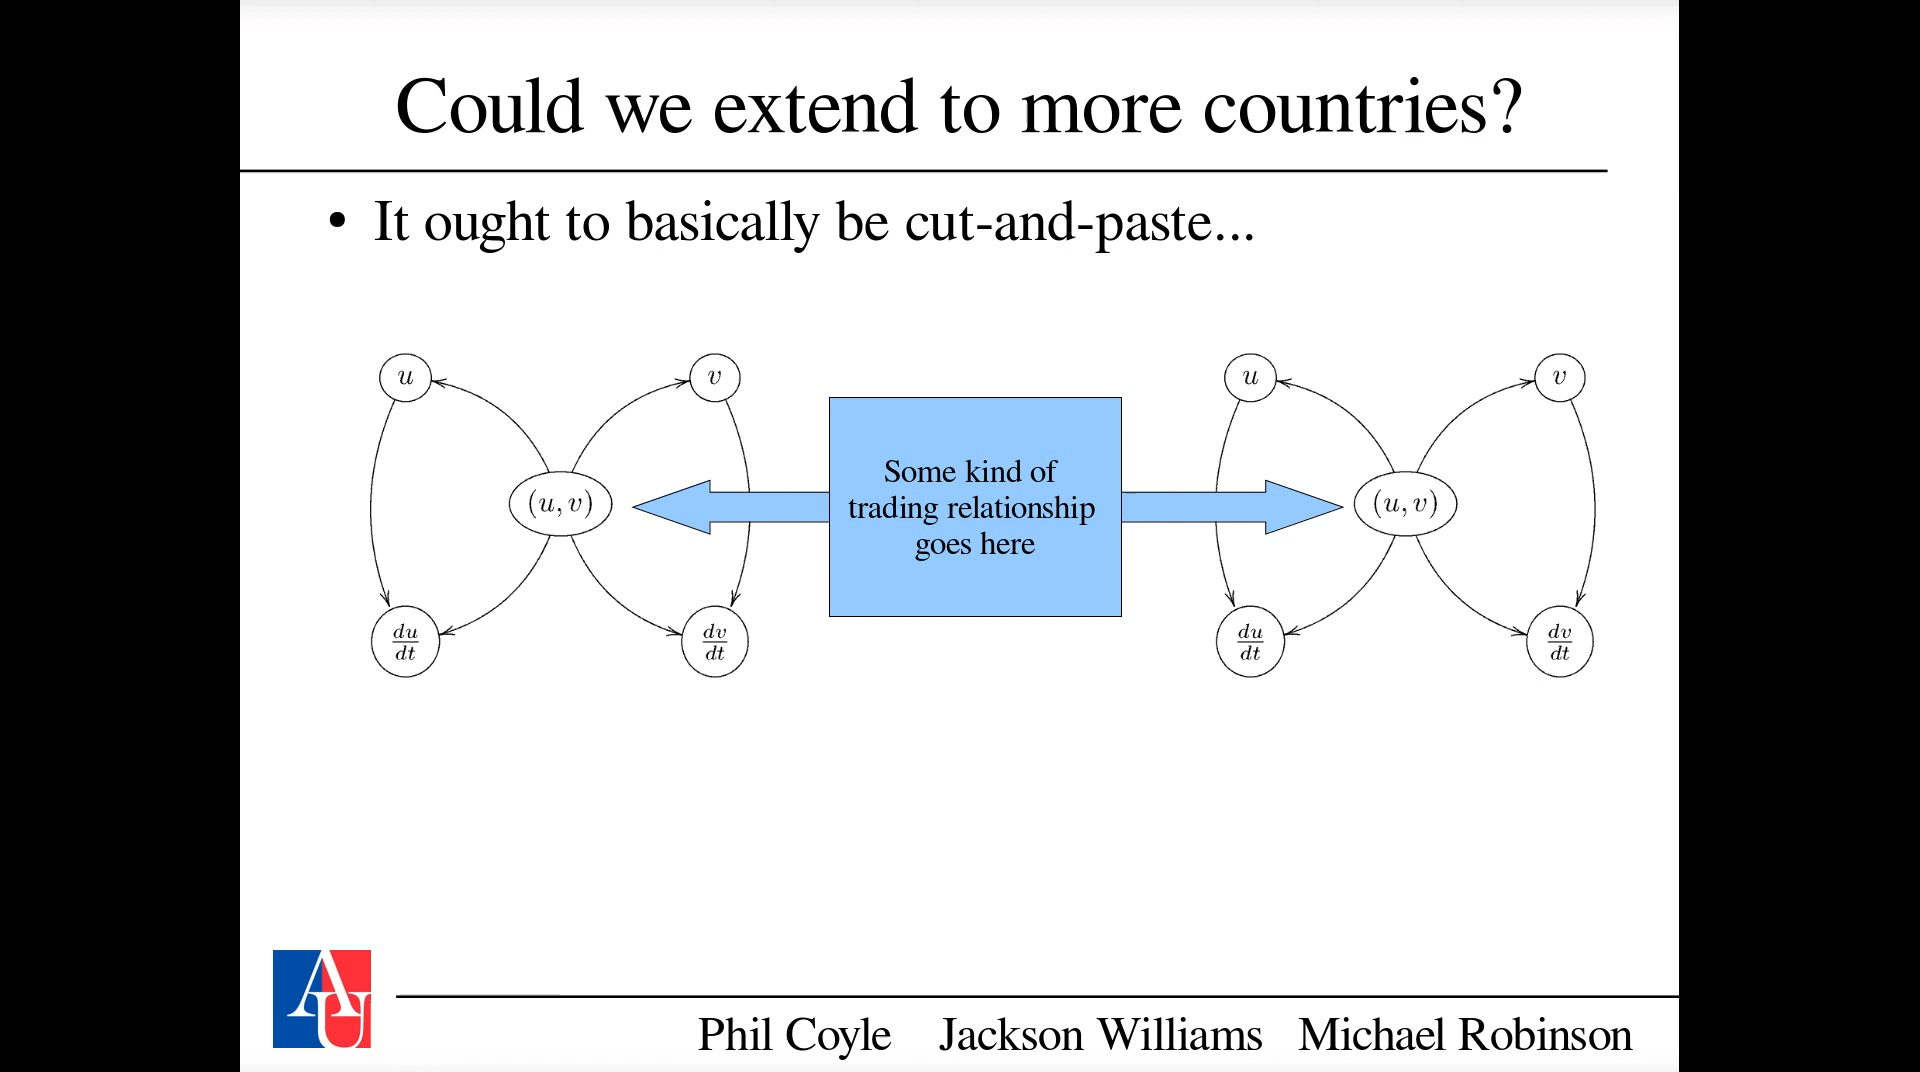 Could we extend to more countries?
• It ought to basically be cut-and-paste...
u
v
(u, v)
du
dt
dv
dt
Some kind of
trading relationship
goes here
u
v
(u, v)
du
dt
dv
dt
AU
Phil Coyle Jackson Williams Michael Robinson